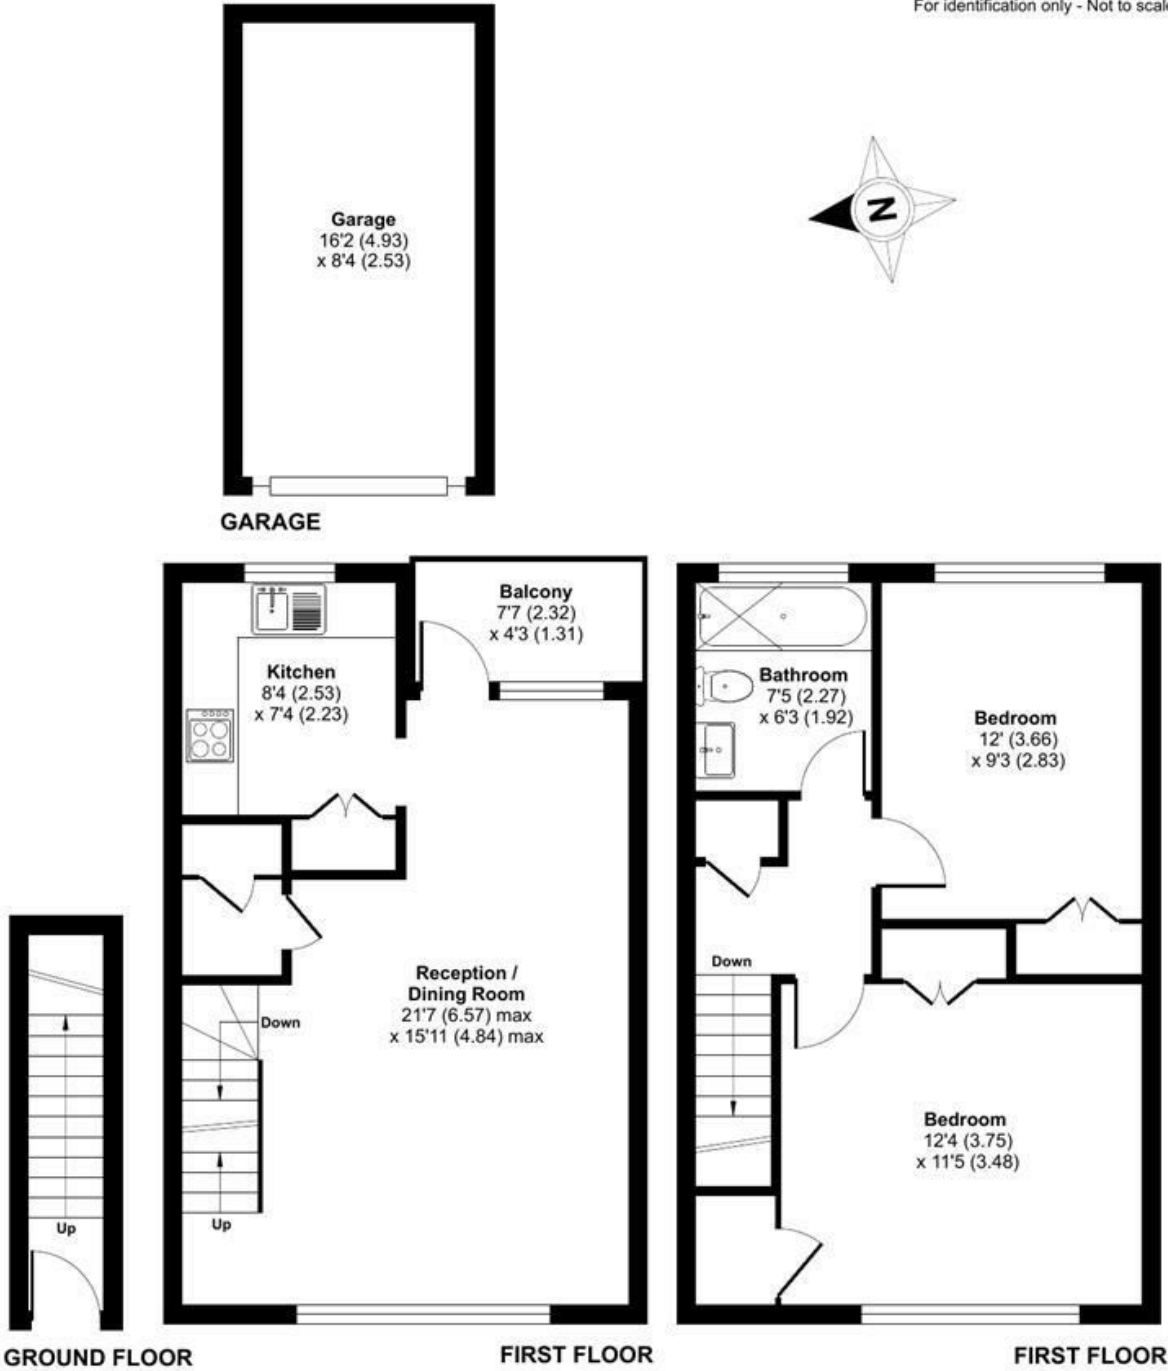 For identification only - Not to scale
N
Garage
16'2 (4.93)
x 8'4 (2.53)
GARAGE
Balcony
7'7 (2.32)
x 4'3 (1.31)
Kitchen
8'4 (2.53)
x 7'4 (2.23)
Bathroom
7'5 (2.27)
x 6'3 (1.92)
Bedroom
12' (3.66)
x 9'3 (2.83)
Reception /
Dining Room
21'7 (6.57) max
x 15'11 (4.84) max
Down
Up
Down
Bedroom
12'4 (3.75)
x 11'5 (3.48)
Up
GROUND FLOOR
FIRST FLOOR
FIRST FLOOR